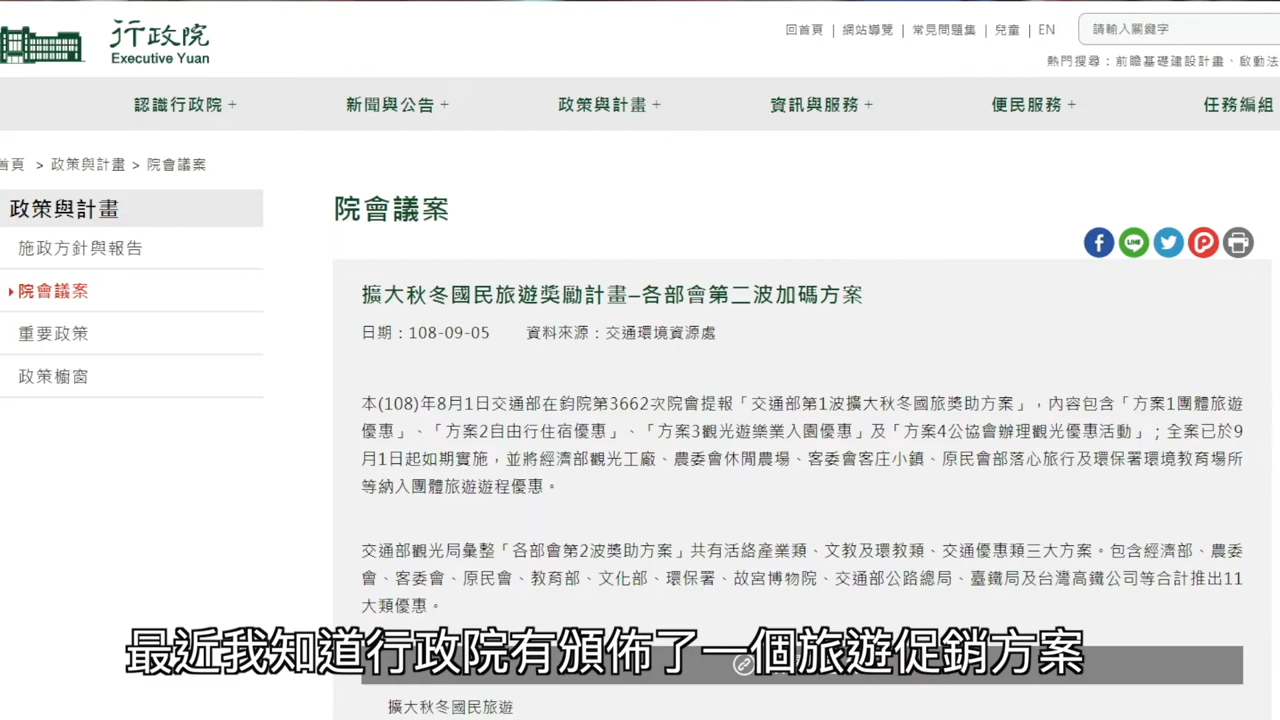 行政院
Executive Yuan
回首頁 | 網站導覽 | 常見問題集 | 兒童 | EN
請輸入關鍵字
熱門搜尋：前瞻基礎建設計畫、啟動法
認識行政院 + 新聞與公告 + 政策與計畫 + 資訊與服務 + 便民服務 + 任務編組
首頁 > 政策與計畫 > 院會議案
政策與計畫
施政方針與報告
院會議案
重要政策
政策櫥窗
院會議案
擴大秋冬國民旅遊獎勵計畫–各部會第二波加碼方案
日期：108-09-05 資料來源：交通環境資源處
本(108)年8月1日交通部在鈞院第3662次院會提報「交通部第1波擴大秋冬國旅獎助方案」，內容包含「方案1團體旅遊
優惠」、「方案2自由行住宿優惠」、「方案3觀光遊樂業入園優惠」及「方案4公協會辦理觀光優惠活動」；全案已於9
月1日起如期實施，並將經濟部觀光工廠、農委會休閒農場、客委會客庄小鎮、原民會部落心旅行及環保署環境教育場所
等納入團體旅遊遊程優惠。
交通部觀光局彙整「各部會第2波獎助方案」共有活絡產業類、文教及環教類、交通優惠類三大方案。包含經濟部、農委
會、客委會、原民會、教育部、文化部、環保署、故宮博物院、交通部公路總局、臺鐵局及台灣高鐵公司等合計推出11
大類優惠。
最近我知道行政院有頒佈了一個旅遊促銷方案
擴大秋冬國民旅遊